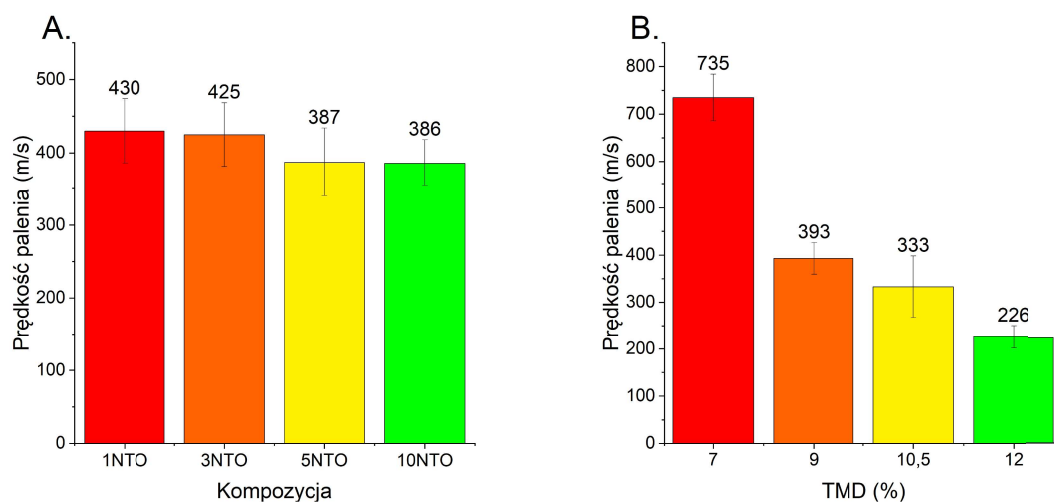 A.
Prędkość palenia (m/s)
500
400
300
200
100
0
430
425
387
386
1NTO
3NTO
5NTO
10NTO
Kompozycja
B.
Prędkość palenia (m/s)
800
700
600
500
400
300
200
100
0
735
393
333
226
7
9
10,5
12
TMD (%)